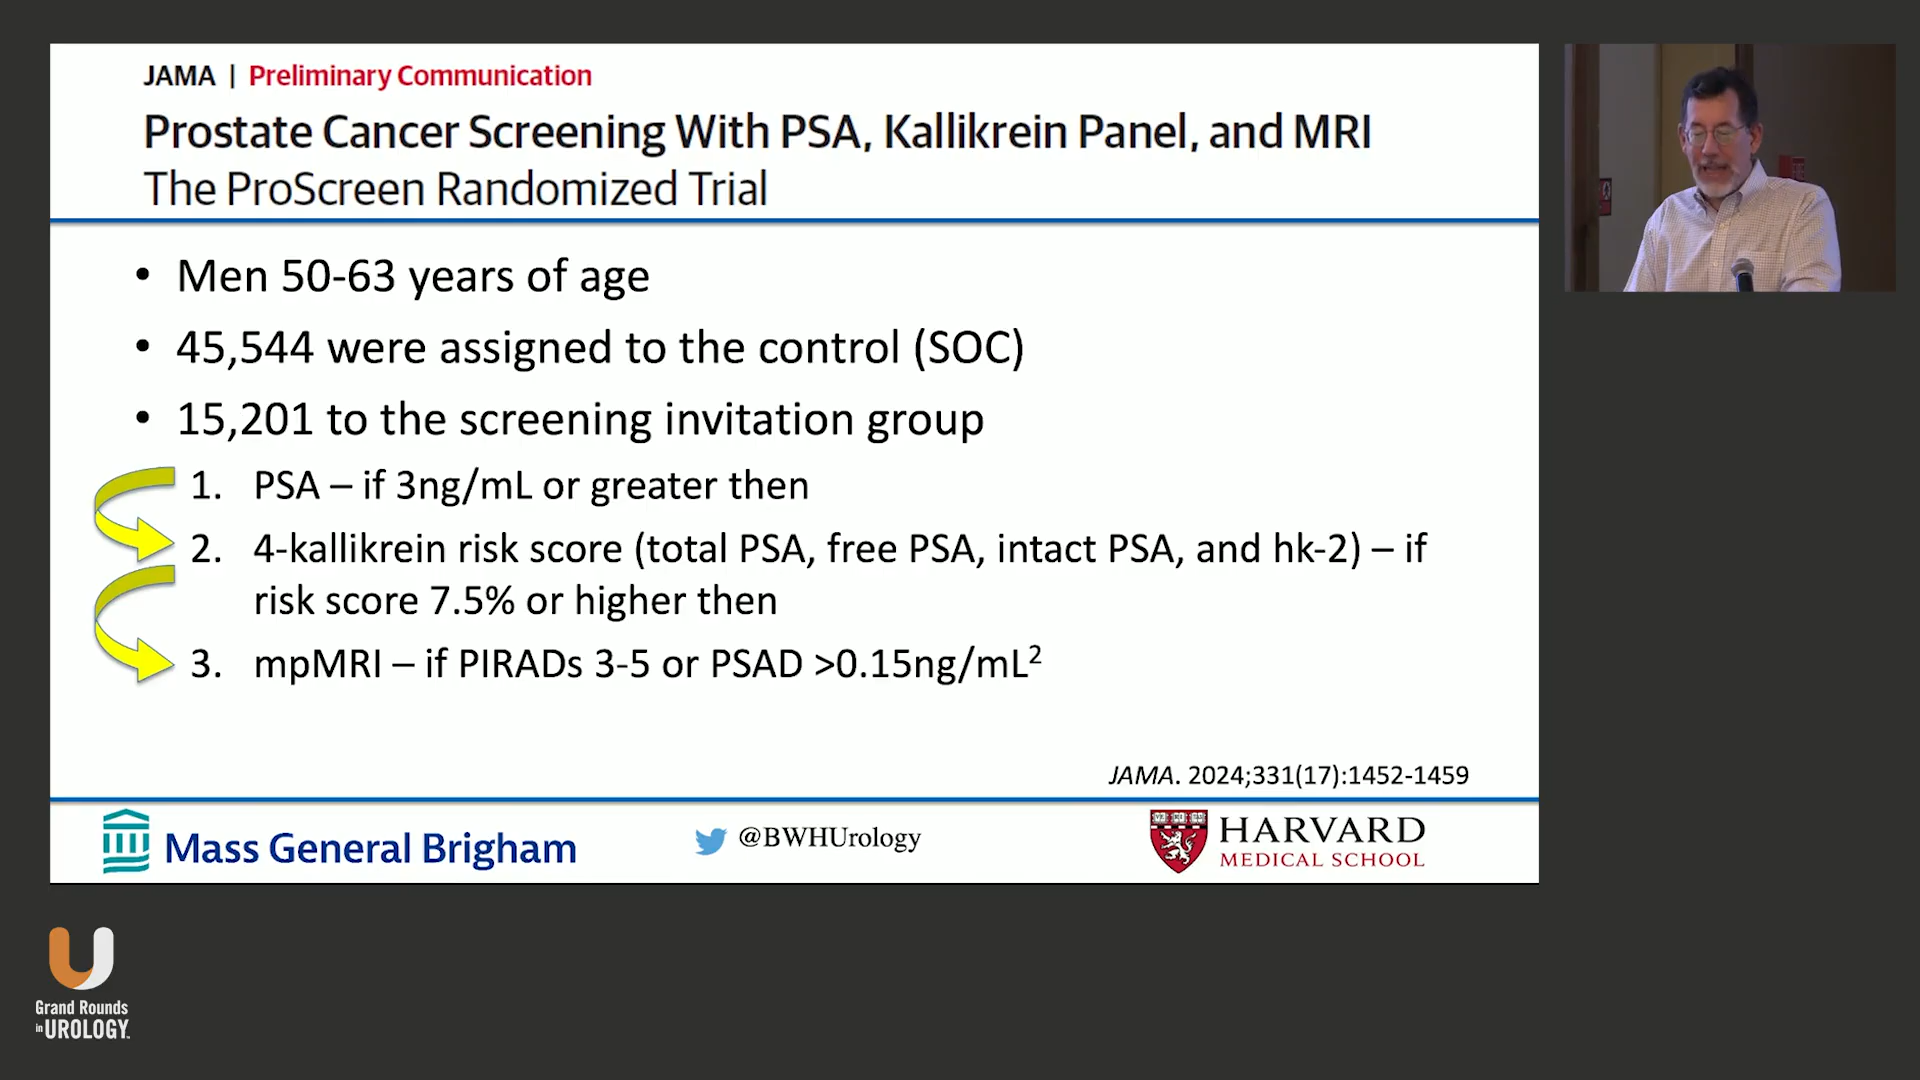 JAMA | Preliminary Communication
Prostate Cancer Screening With PSA, Kallikrein Panel, and MRI
The ProScreen Randomized Trial
• Men 50-63 years of age
• 45,544 were assigned to the control (SOC)
• 15,201 to the screening invitation group
1. PSA – if 3ng/mL or greater then
2. 4-kallikrein risk score (total PSA, free PSA, intact PSA, and hk-2) – if
risk score 7.5% or higher then
3. mpMRI – if PIRADs 3-5 or PSAD >0.15ng/mL²
JAMA. 2024;331(17):1452-1459
Mass General Brigham
@BWHUrology
HARVARD
MEDICAL SCHOOL
Grand Rounds
in UROLOGY